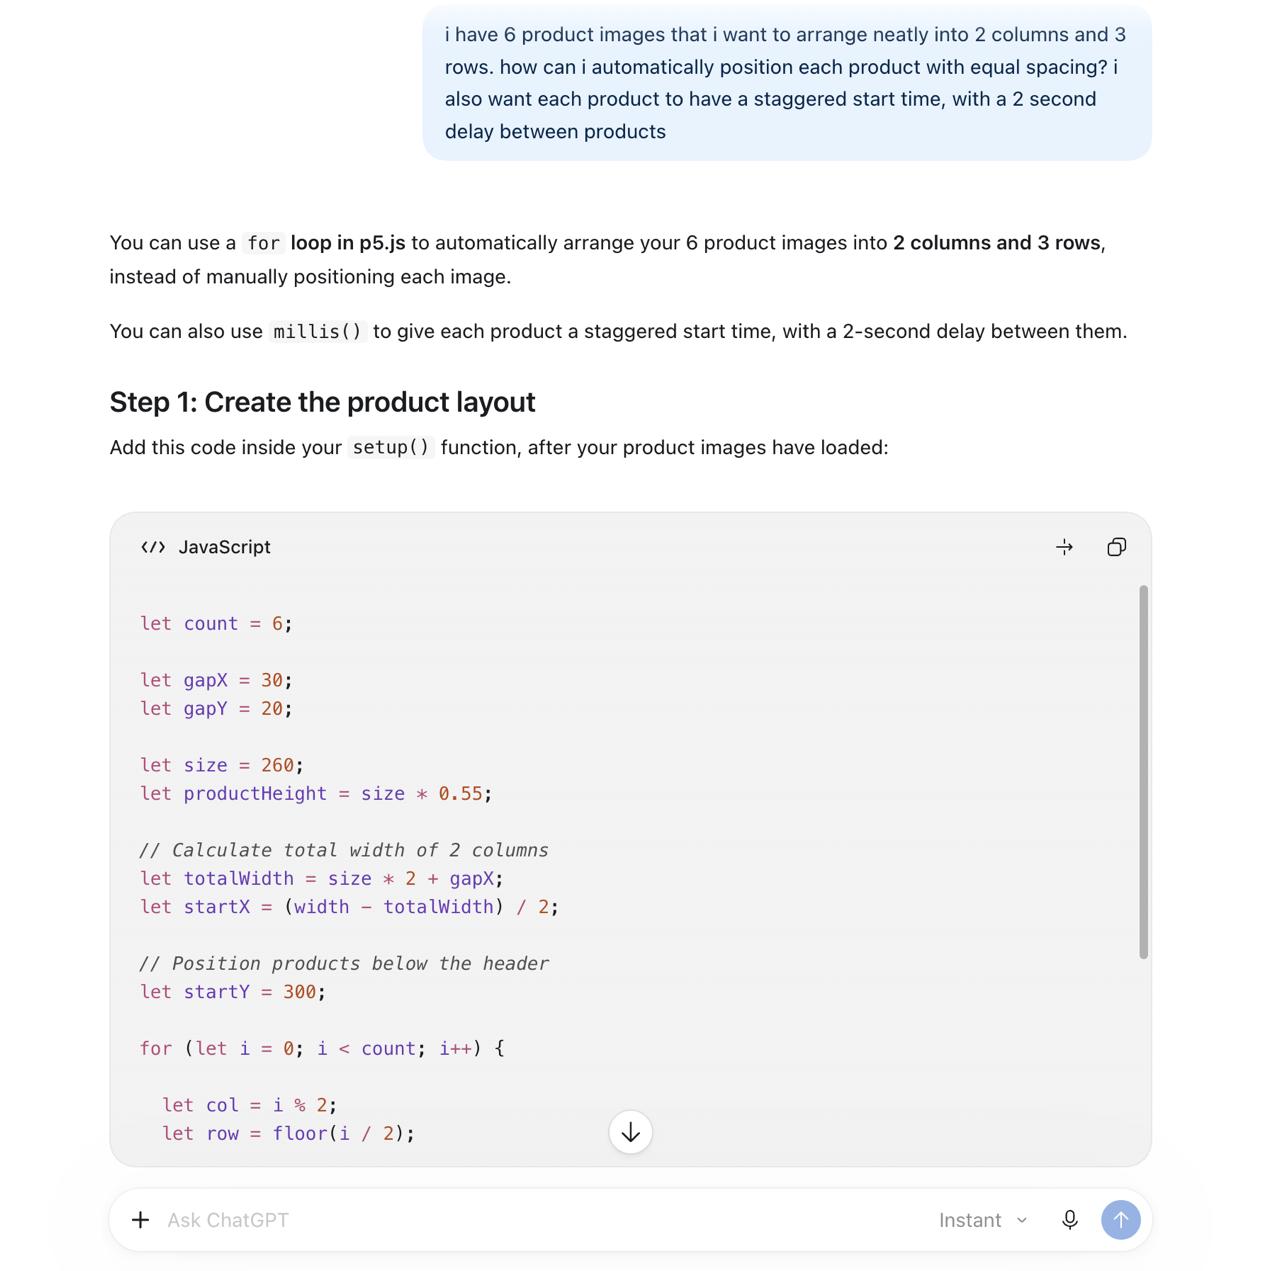 i have 6 product images that i want to arrange neatly into 2 columns and 3
rows. how can i automatically position each product with equal spacing? i
also want each product to have a staggered start time, with a 2 second
delay between products
You can use a for loop in p5.js to automatically arrange your 6 product images into 2 columns and 3 rows,
instead of manually positioning each image.
You can also use millis() to give each product a staggered start time, with a 2-second delay between them.
Step 1: Create the product layout
Add this code inside your setup() function, after your product images have loaded:
JavaScript
let count = 6;
let gapX = 30;
let gapY = 20;
let size = 260;
let productHeight = size * 0.55;
// Calculate total width of 2 columns
let totalWidth = size * 2 + gapX;
let startX = (width - totalWidth) / 2;
// Position products below the header
let startY = 300;
for (let i = 0; i < count; i++) {
let col = i % 2;
let row = floor(i / 2);
Ask ChatGPT
Instant